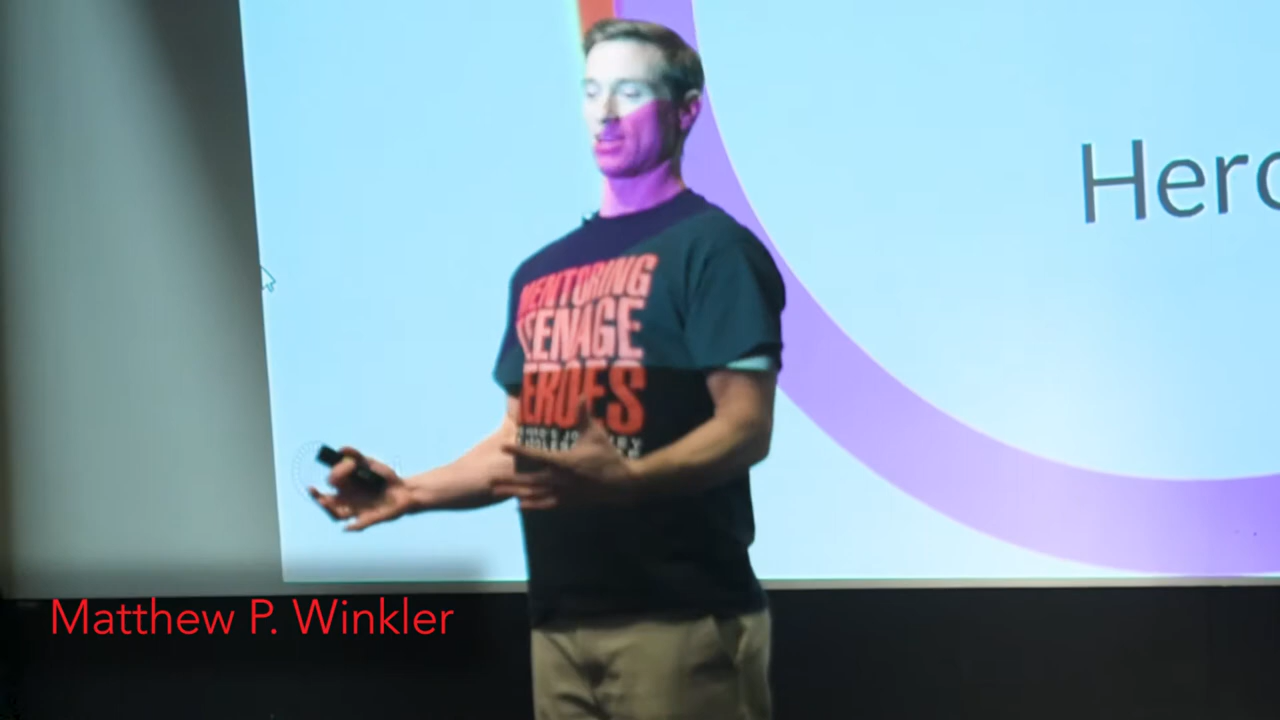 Hero
MENTORING
TEENAGE
HEROES
Matthew P. Winkler